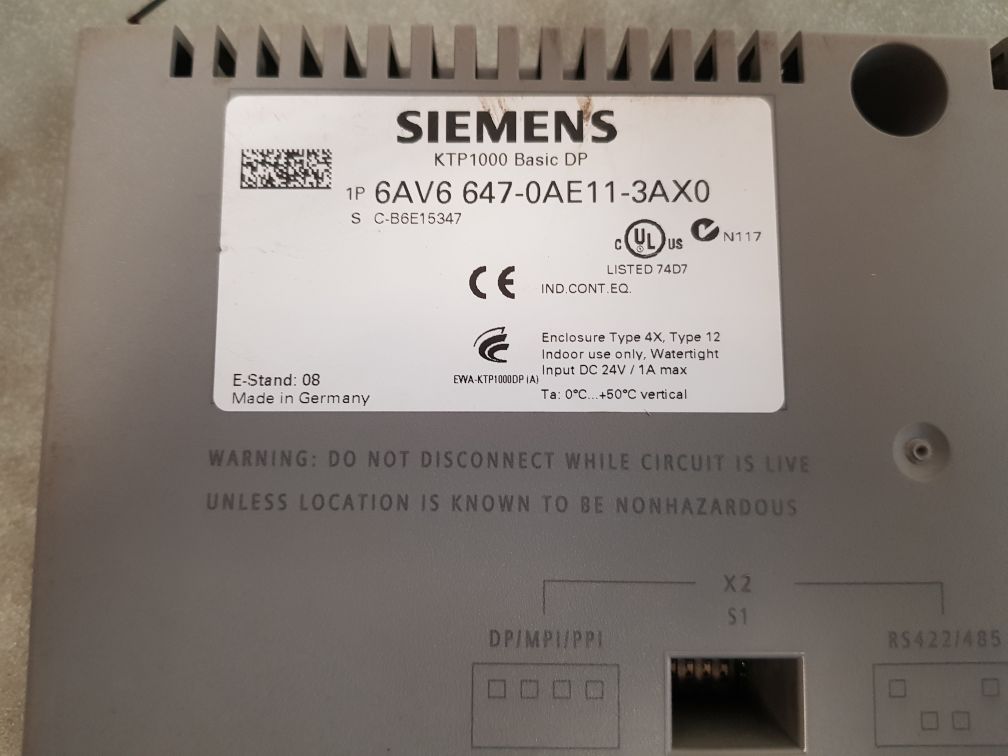 SIEMENS
KTP1000 Basic DP
1P 6AV6 647-0AE11-3AX0
S C-B6E15347
C UL US N117
LISTED 74D7
CE IND.CONT.EQ.
Enclosure Type 4X, Type 12
Indoor use only, Watertight
Input DC 24V / 1A max
EWA-KTP1000DP(A)
Ta: 0°C...+50°C vertical
E-Stand: 08
Made in Germany
WARNING: DO NOT DISCONNECT WHILE CIRCUIT IS LIVE
UNLESS LOCATION IS KNOWN TO BE NONHAZARDOUS
X2
S1
DP/MPI/PPI
RS422/485